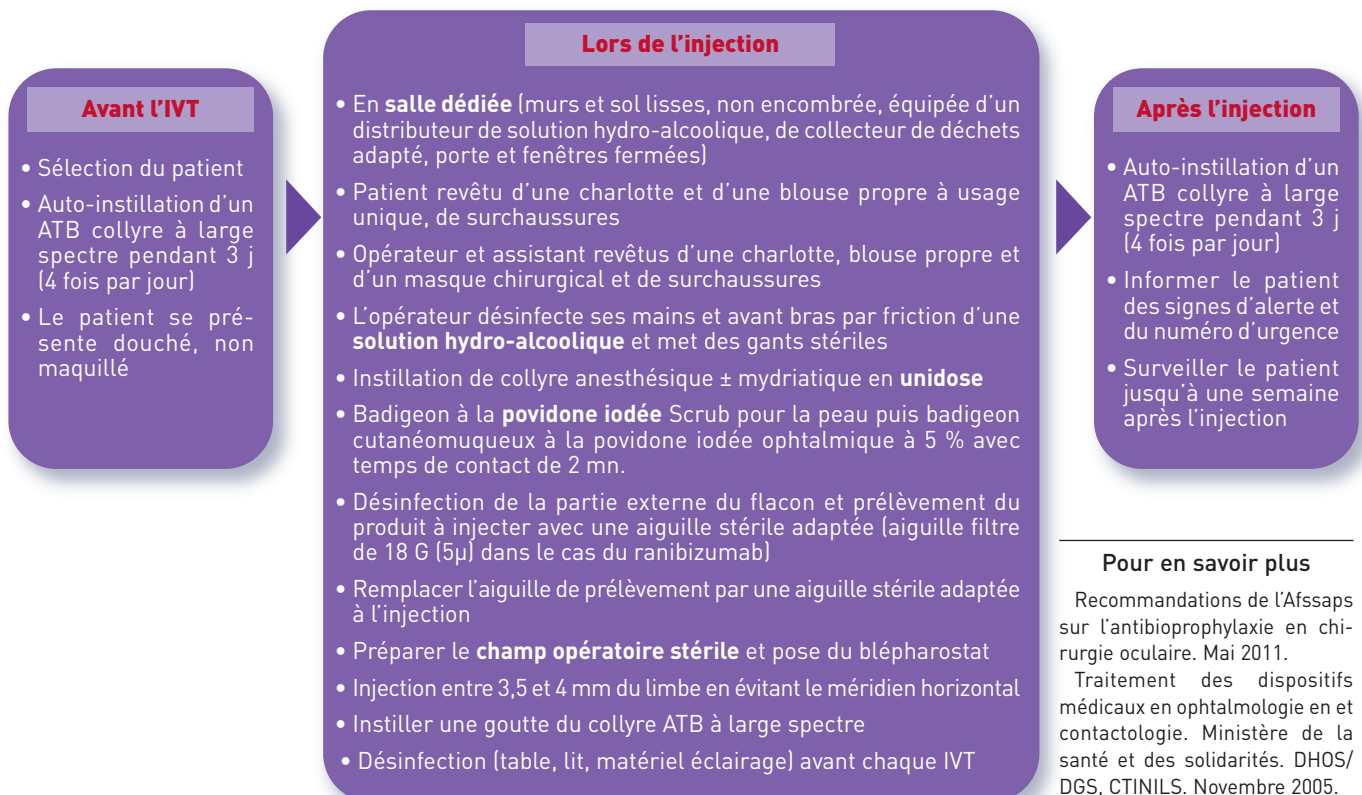 Avant l’IVT
• Sélection du patient
• Auto-instillation d’un
ATB collyre à large
spectre pendant 3 j
(4 fois par jour)
• Le patient se pré-
sente douché, non
maquillé
Lors de l’injection
• En salle dédiée (murs et sol lisses, non encombrée, équipée d’un
distributeur de solution hydro-alcoolique, de collecteur de déchets
adapté, porte et fenêtres fermées)
• Patient revêtu d’une charlotte et d’une blouse propre à usage
unique, de surchaussures
• Opérateur et assistant revêtus d’une charlotte, blouse propre et
d’un masque chirurgical et de surchaussures
• L’opérateur désinfecte ses mains et avant bras par friction d’une
solution hydro-alcoolique et met des gants stériles
• Instillation de collyre anesthésique ± mydriatique en unidose
• Badigeon à la povidone iodée Scrub pour la peau puis badigeon
cutanéomuqueux à la povidone iodée ophtalmique à 5 % avec
temps de contact de 2 mn.
• Désinfection de la partie externe du flacon et prélèvement du
produit à injecter avec une aiguille stérile adaptée (aiguille filtre
de 18 G (5µ) dans le cas du ranibizumab)
• Remplacer l’aiguille de prélèvement par une aiguille stérile adaptée
à l’injection
• Préparer le champ opératoire stérile et pose du blépharostat
• Injection entre 3,5 et 4 mm du limbe en évitant le méridien horizontal
• Instiller une goutte du collyre ATB à large spectre
• Désinfection (table, lit, matériel éclairage) avant chaque IVT
Après l’injection
• Auto-instillation d’un
ATB collyre à large
spectre pendant 3 j
(4 fois par jour)
• Informer le patient
des signes d’alerte et
du numéro d’urgence
• Surveiller le patient
jusqu’à une semaine
après l’injection
Pour en savoir plus
Recommandations de l’Afssaps
sur l’antibioprophylaxie en chi-
rurgie oculaire. Mai 2011.
Traitement des dispositifs
médicaux en ophtalmologie en et
contactologie. Ministère de la
santé et des solidarités. DHOS/
DGS, CTINILS. Novembre 2005.